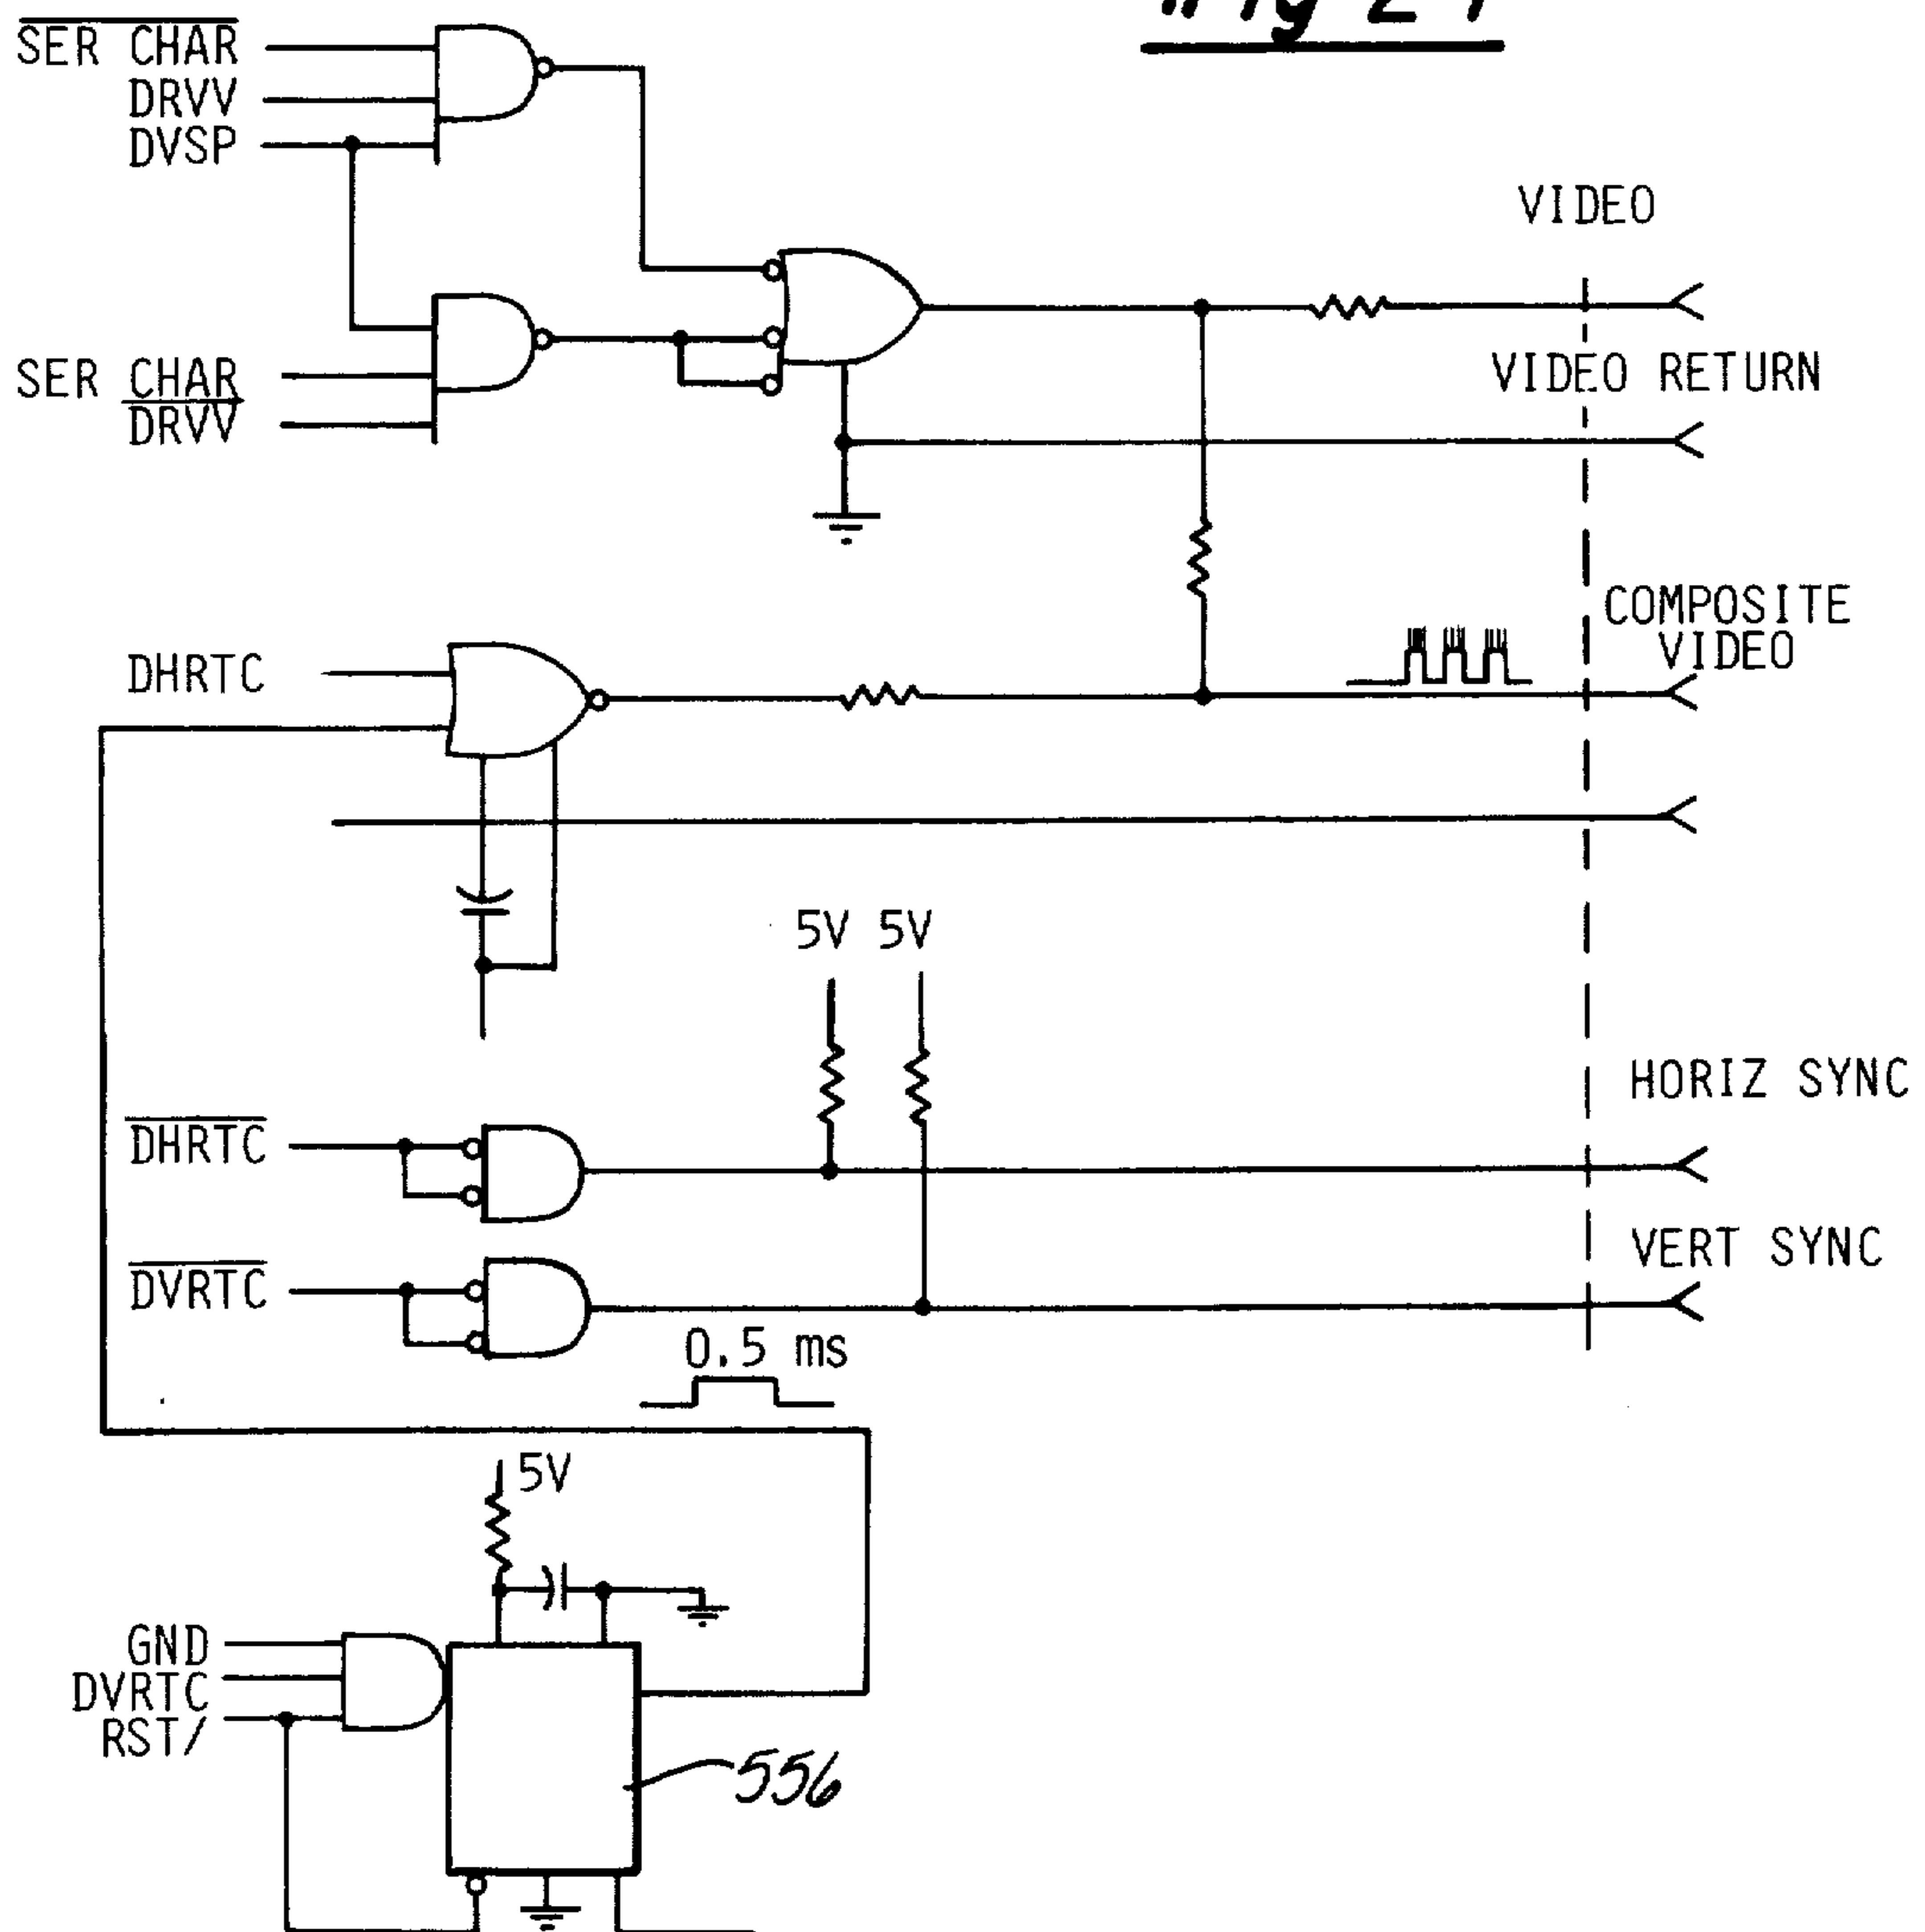 SER CHAR
DRVV
DVSP
VIDEO
VIDEO RETURN
SER CHAR
DRVV
COMPOSITE
VIDEO
DHRTC
5V 5V
HORIZ SYNC
DHRTC
VERT SYNC
DVRTC
0.5 ms
5V
GND
DVRTC
RST/
556